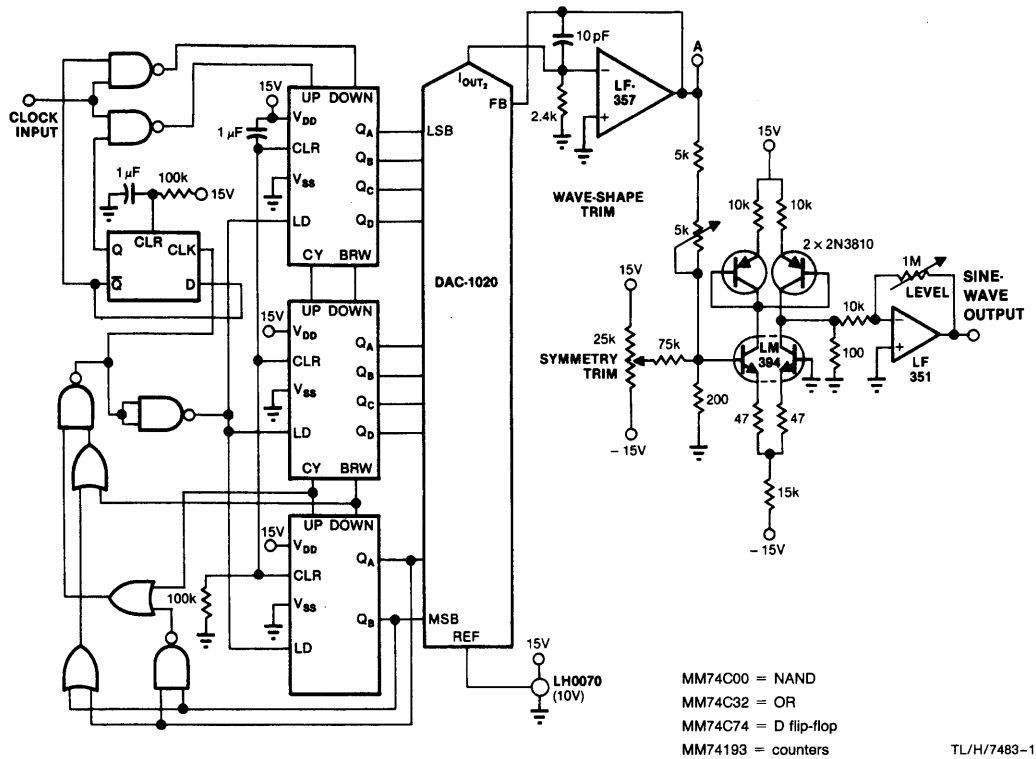 CLOCK
INPUT
1 µF
100k
15V
CLR
Q
CLK
Q̅
D
15V
1 µF
UP DOWN
VDD
CLR
VSS
LD
QA
QB
QC
QD
CY BRW
15V
UP DOWN
VDD
CLR
VSS
LD
QA
QB
QC
QD
CY BRW
15V
100k
UP DOWN
VDD
CLR
VSS
LD
QA
QB
IOUT2
FB
LSB
DAC-1020
MSB
REF
15V
LH0070
(10V)
10 pF
2.4k
LF-
357
A
5k
WAVE-SHAPE
TRIM
5k
15V
25k
SYMMETRY
TRIM
75k
- 15V
200
15V
10k
10k
2 × 2N3810
LM
394
47
47
15k
- 15V
10k
100
1M
LEVEL
LF
351
SINE-
WAVE
OUTPUT
MM74C00 = NAND
MM74C32 = OR
MM74C74 = D flip-flop
MM74193 = counters
TL/H/7483-1